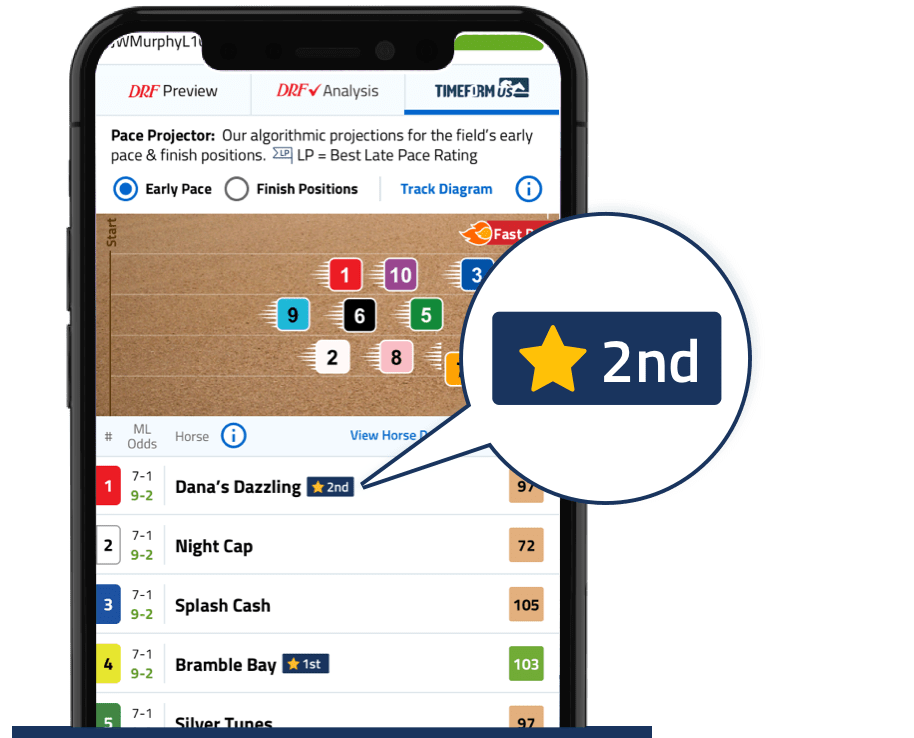 DRF Preview
DRF Analysis
TIMEFORM US
Pace Projector: Our algorithmic projections for the field's early
pace & finish positions. LP LP = Best Late Pace Rating
Early Pace
Finish Positions
Track Diagram
i
Start
Fast
1
10
3
9
6
5
2
8
2nd
#
ML
Odds
Horse
i
View Horse
1
7-1
9-2
Dana's Dazzling
2nd
97
2
7-1
9-2
Night Cap
72
3
7-1
9-2
Splash Cash
105
4
7-1
9-2
Bramble Bay
1st
103
5
7-1
Silver Tunes
97